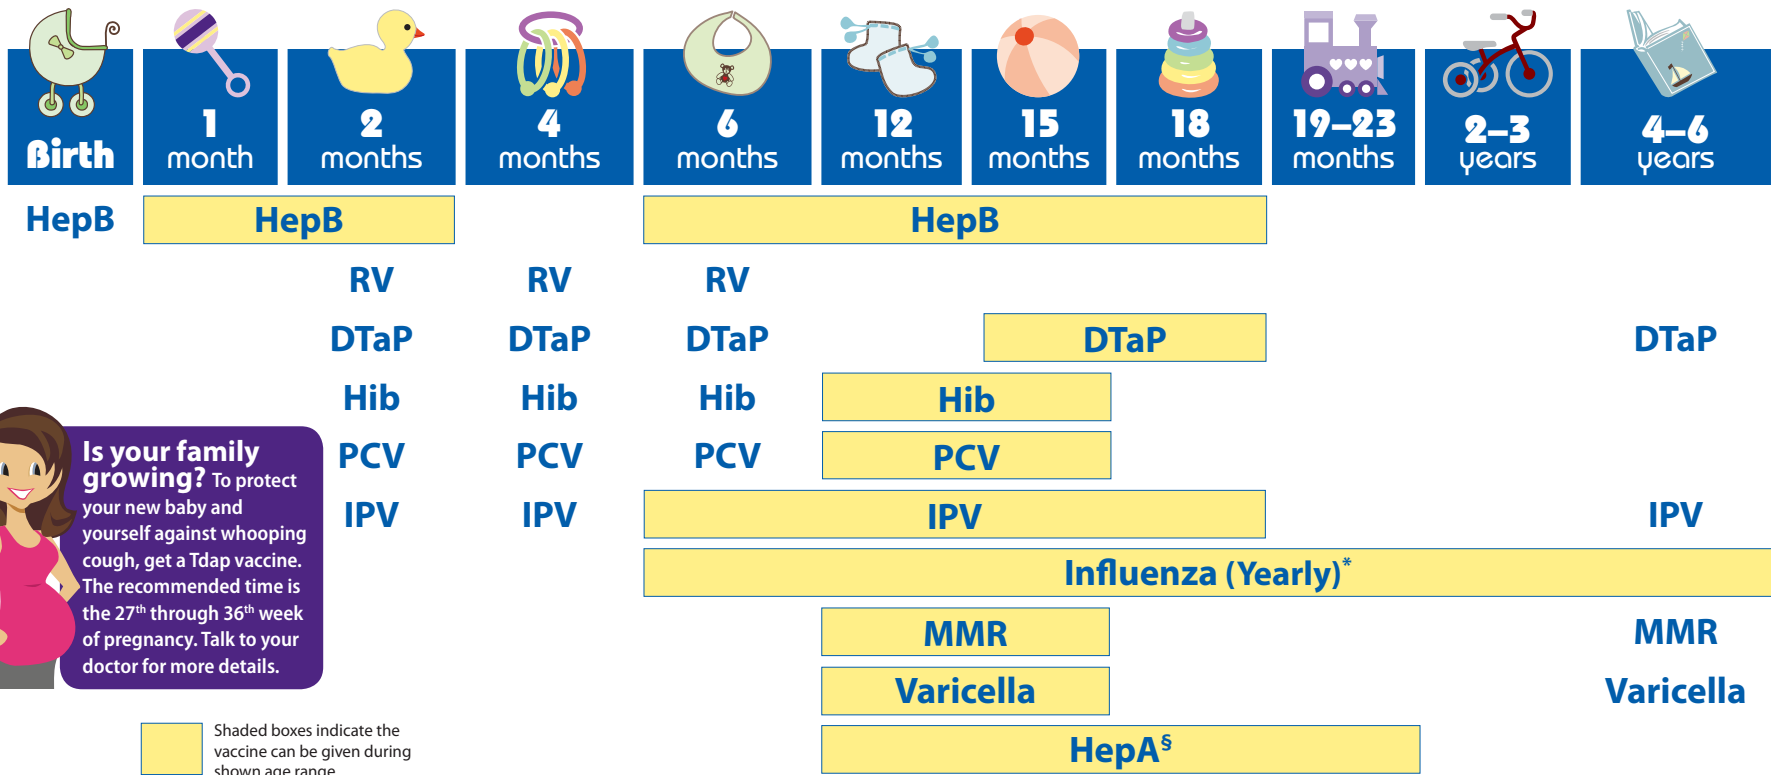 Birth
1
month
2
months
4
months
6
months
12
months
15
months
18
months
19–23
months
2–3
years
4–6
years
HepB HepB HepB
RV RV RV
DTaP DTaP DTaP DTaP DTaP
Hib Hib Hib Hib
PCV PCV PCV PCV
IPV IPV IPV IPV
Influenza (Yearly)*
MMR MMR
Varicella Varicella
HepA§
Is your family
growing? To protect
your new baby and
yourself against whooping
cough, get a Tdap vaccine.
The recommended time is
the 27th through 36th week
of pregnancy. Talk to your
doctor for more details.
Shaded boxes indicate the
vaccine can be given during
shown age range